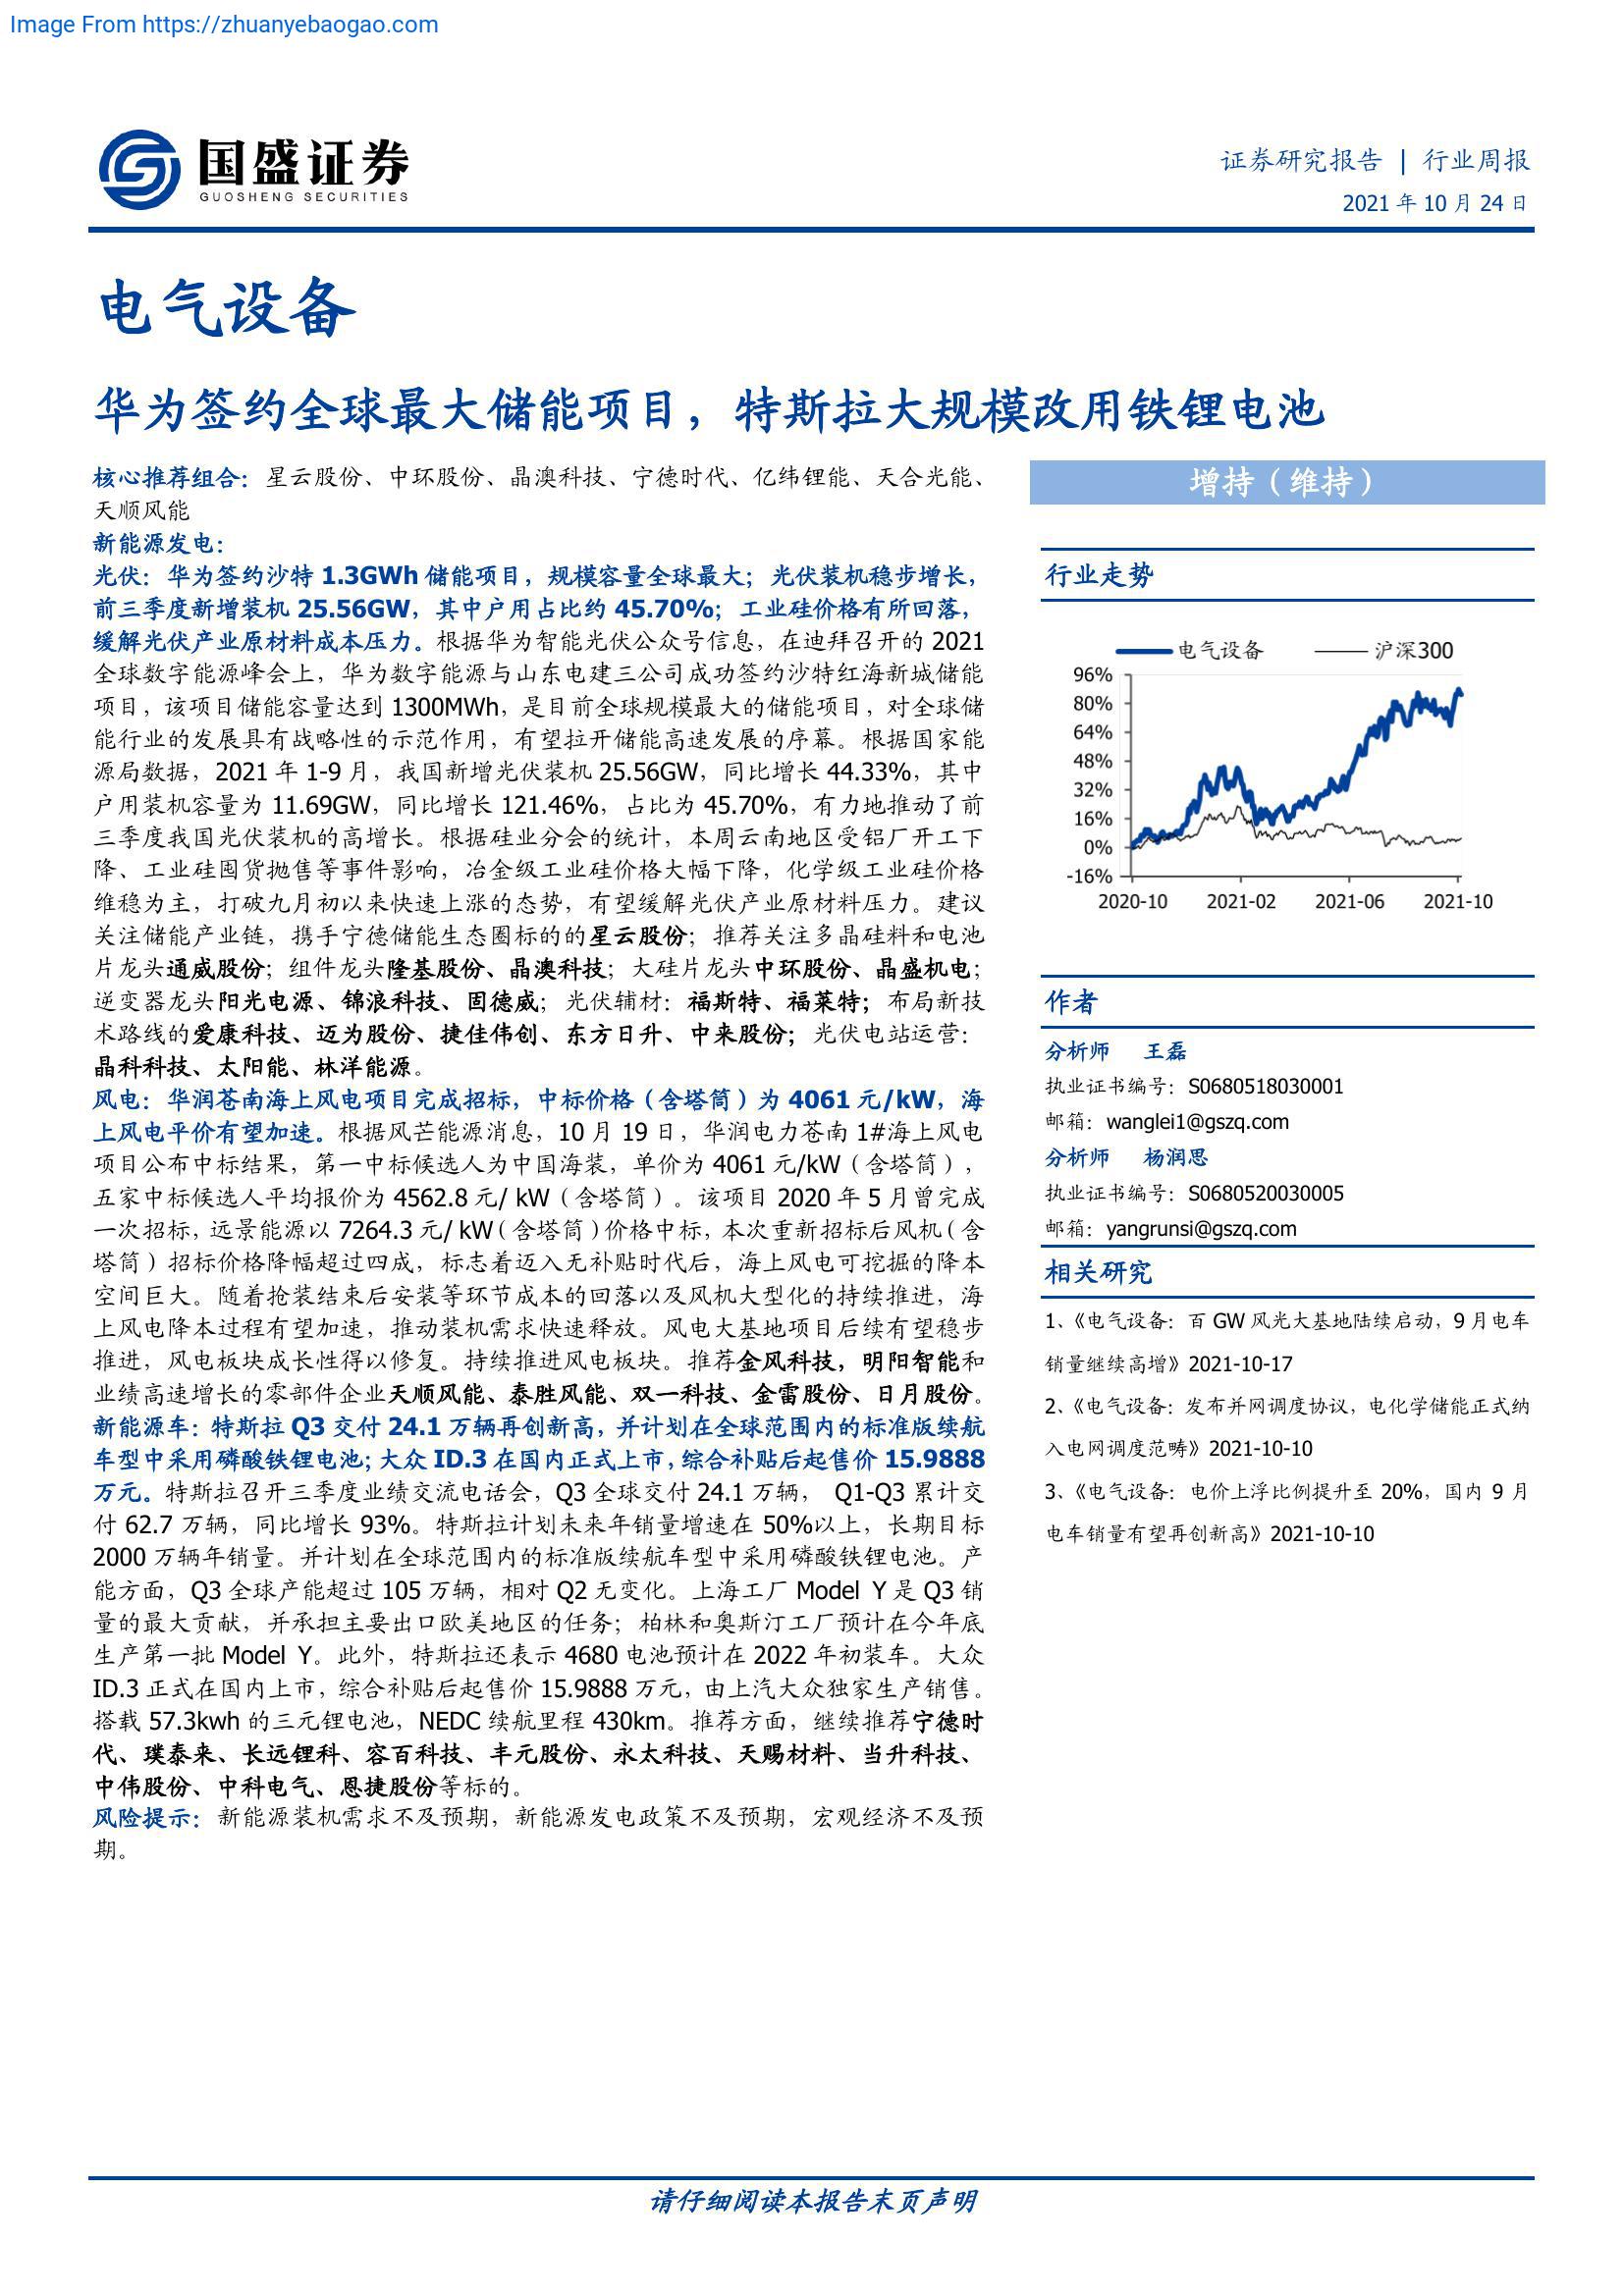 Image From https://zhuanyebaogao.com
国盛证券
GUOSHENG SECURITIES
证券研究报告 | 行业周报
2021 年 10 月 24 日
电气设备
华为签约全球最大储能项目，特斯拉大规模改用铁锂电池
核心推荐组合：星云股份、中环股份、晶澳科技、宁德时代、亿纬锂能、天合光能、
天顺风能
新能源发电：
光伏：华为签约沙特 1.3GWh 储能项目，规模容量全球最大；光伏装机稳步增长，
前三季度新增装机 25.56GW，其中户用占比约 45.70%；工业硅价格有所回落，
缓解光伏产业原材料成本压力。根据华为智能光伏公众号信息，在迪拜召开的 2021
全球数字能源峰会上，华为数字能源与山东电建三公司成功签约沙特红海新城储能
项目，该项目储能容量达到 1300MWh，是目前全球规模最大的储能项目，对全球储
能行业的发展具有战略性的示范作用，有望拉开储能高速发展的序幕。根据国家能
源局数据，2021 年 1-9 月，我国新增光伏装机 25.56GW，同比增长 44.33%，其中
户用装机容量为 11.69GW，同比增长 121.46%，占比为 45.70%，有力地推动了前
三季度我国光伏装机的高增长。根据硅业分会的统计，本周云南地区受铝厂开工下
降、工业硅囤货抛售等事件影响，冶金级工业硅价格大幅下降，化学级工业硅价格
维稳为主，打破九月初以来快速上涨的态势，有望缓解光伏产业原材料压力。建议
关注储能产业链，携手宁德储能生态圈标的的星云股份；推荐关注多晶硅料和电池
片龙头通威股份；组件龙头隆基股份、晶澳科技；大硅片龙头中环股份、晶盛机电；
逆变器龙头阳光电源、锦浪科技、固德威；光伏辅材：福斯特、福莱特；布局新技
术路线的爱康科技、迈为股份、捷佳伟创、东方日升、中来股份；光伏电站运营：
晶科科技、太阳能、林洋能源。
风电：华润苍南海上风电项目完成招标，中标价格（含塔筒）为 4061 元/kW，海
上风电平价有望加速。根据风芒能源消息，10 月 19 日，华润电力苍南 1#海上风电
项目公布中标结果，第一中标候选人为中国海装，单价为 4061 元/kW（含塔筒），
五家中标候选人平均报价为 4562.8 元/ kW（含塔筒）。该项目 2020 年 5 月曾完成
一次招标，远景能源以 7264.3 元/ kW（含塔筒）价格中标，本次重新招标后风机（含
塔筒）招标价格降幅超过四成，标志着迈入无补贴时代后，海上风电可挖掘的降本
空间巨大。随着抢装结束后安装等环节成本的回落以及风机大型化的持续推进，海
上风电降本过程有望加速，推动装机需求快速释放。风电大基地项目后续有望稳步
推进，风电板块成长性得以修复。持续推进风电板块。推荐金风科技，明阳智能和
业绩高速增长的零部件企业天顺风能、泰胜风能、双一科技、金雷股份、日月股份。
新能源车：特斯拉 Q3 交付 24.1 万辆再创新高，并计划在全球范围内的标准版续航
车型中采用磷酸铁锂电池；大众 ID.3 在国内正式上市，综合补贴后起售价 15.9888
万元。特斯拉召开三季度业绩交流电话会，Q3 全球交付 24.1 万辆， Q1-Q3 累计交
付 62.7 万辆，同比增长 93%。特斯拉计划未来年销量增速在 50%以上，长期目标
2000 万辆年销量。并计划在全球范围内的标准版续航车型中采用磷酸铁锂电池。产
能方面，Q3 全球产能超过 105 万辆，相对 Q2 无变化。上海工厂 Model Y 是 Q3 销
量的最大贡献，并承担主要出口欧美地区的任务；柏林和奥斯汀工厂预计在今年底
生产第一批 Model Y。此外，特斯拉还表示 4680 电池预计在 2022 年初装车。大众
ID.3 正式在国内上市，综合补贴后起售价 15.9888 万元，由上汽大众独家生产销售。
搭载 57.3kwh 的三元锂电池，NEDC 续航里程 430km。推荐方面，继续推荐宁德时
代、璞泰来、长远锂科、容百科技、丰元股份、永太科技、天赐材料、当升科技、
中伟股份、中科电气、恩捷股份等标的。
风险提示：新能源装机需求不及预期，新能源发电政策不及预期，宏观经济不及预
期。
增持（维持）
行业走势
电气设备 沪深300
96%
80%
64%
48%
32%
16%
0%
-16%
2020-10 2021-02 2021-06 2021-10
作者
分析师 王磊
执业证书编号：S0680518030001
邮箱：wanglei1@gszq.com
分析师 杨润思
执业证书编号：S0680520030005
邮箱：yangrunsi@gszq.com
相关研究
1、《电气设备：百 GW 风光大基地陆续启动，9 月电车
销量继续高增》2021-10-17
2、《电气设备：发布并网调度协议，电化学储能正式纳
入电网调度范畴》2021-10-10
3、《电气设备：电价上浮比例提升至 20%，国内 9 月
电车销量有望再创新高》2021-10-10
请仔细阅读本报告末页声明